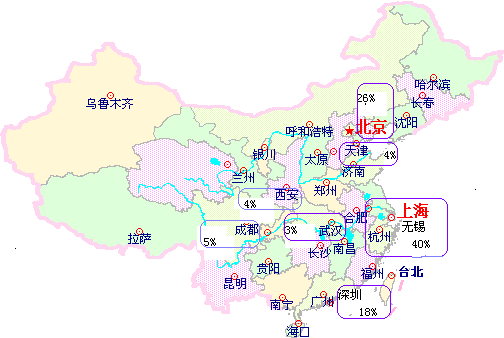 哈尔滨
26%
长春
乌鲁木齐
沈阳
北京
呼和浩特
银川
太原
天津
4%
济南
兰州
西安
郑州
4%
合肥
上海
无锡
拉萨
成都
3%
武汉
杭州
5%
长沙
南昌
40%
贵阳
福州
台北
昆明
南宁
广州
深圳
18%
海口